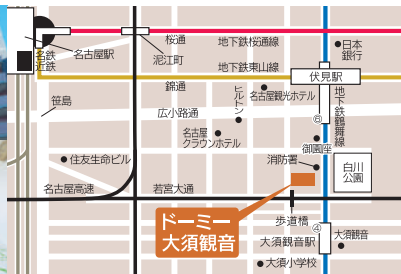 桜通
地下鉄桜通線
日本
銀行
名鉄
近鉄
名古屋駅
泥江町
地下鉄東山線
伏見駅
錦通
笹島
ヒルトン
名古屋観光ホテル
地下鉄鶴舞線
広小路通
⑥
名古屋
クラウンホテル
御園座
消防署
住友生命ビル
白川
公園
名古屋高速
若宮大通
ドーミー
大須観音
歩道橋
④
大須観音駅
大須観音
大須小学校